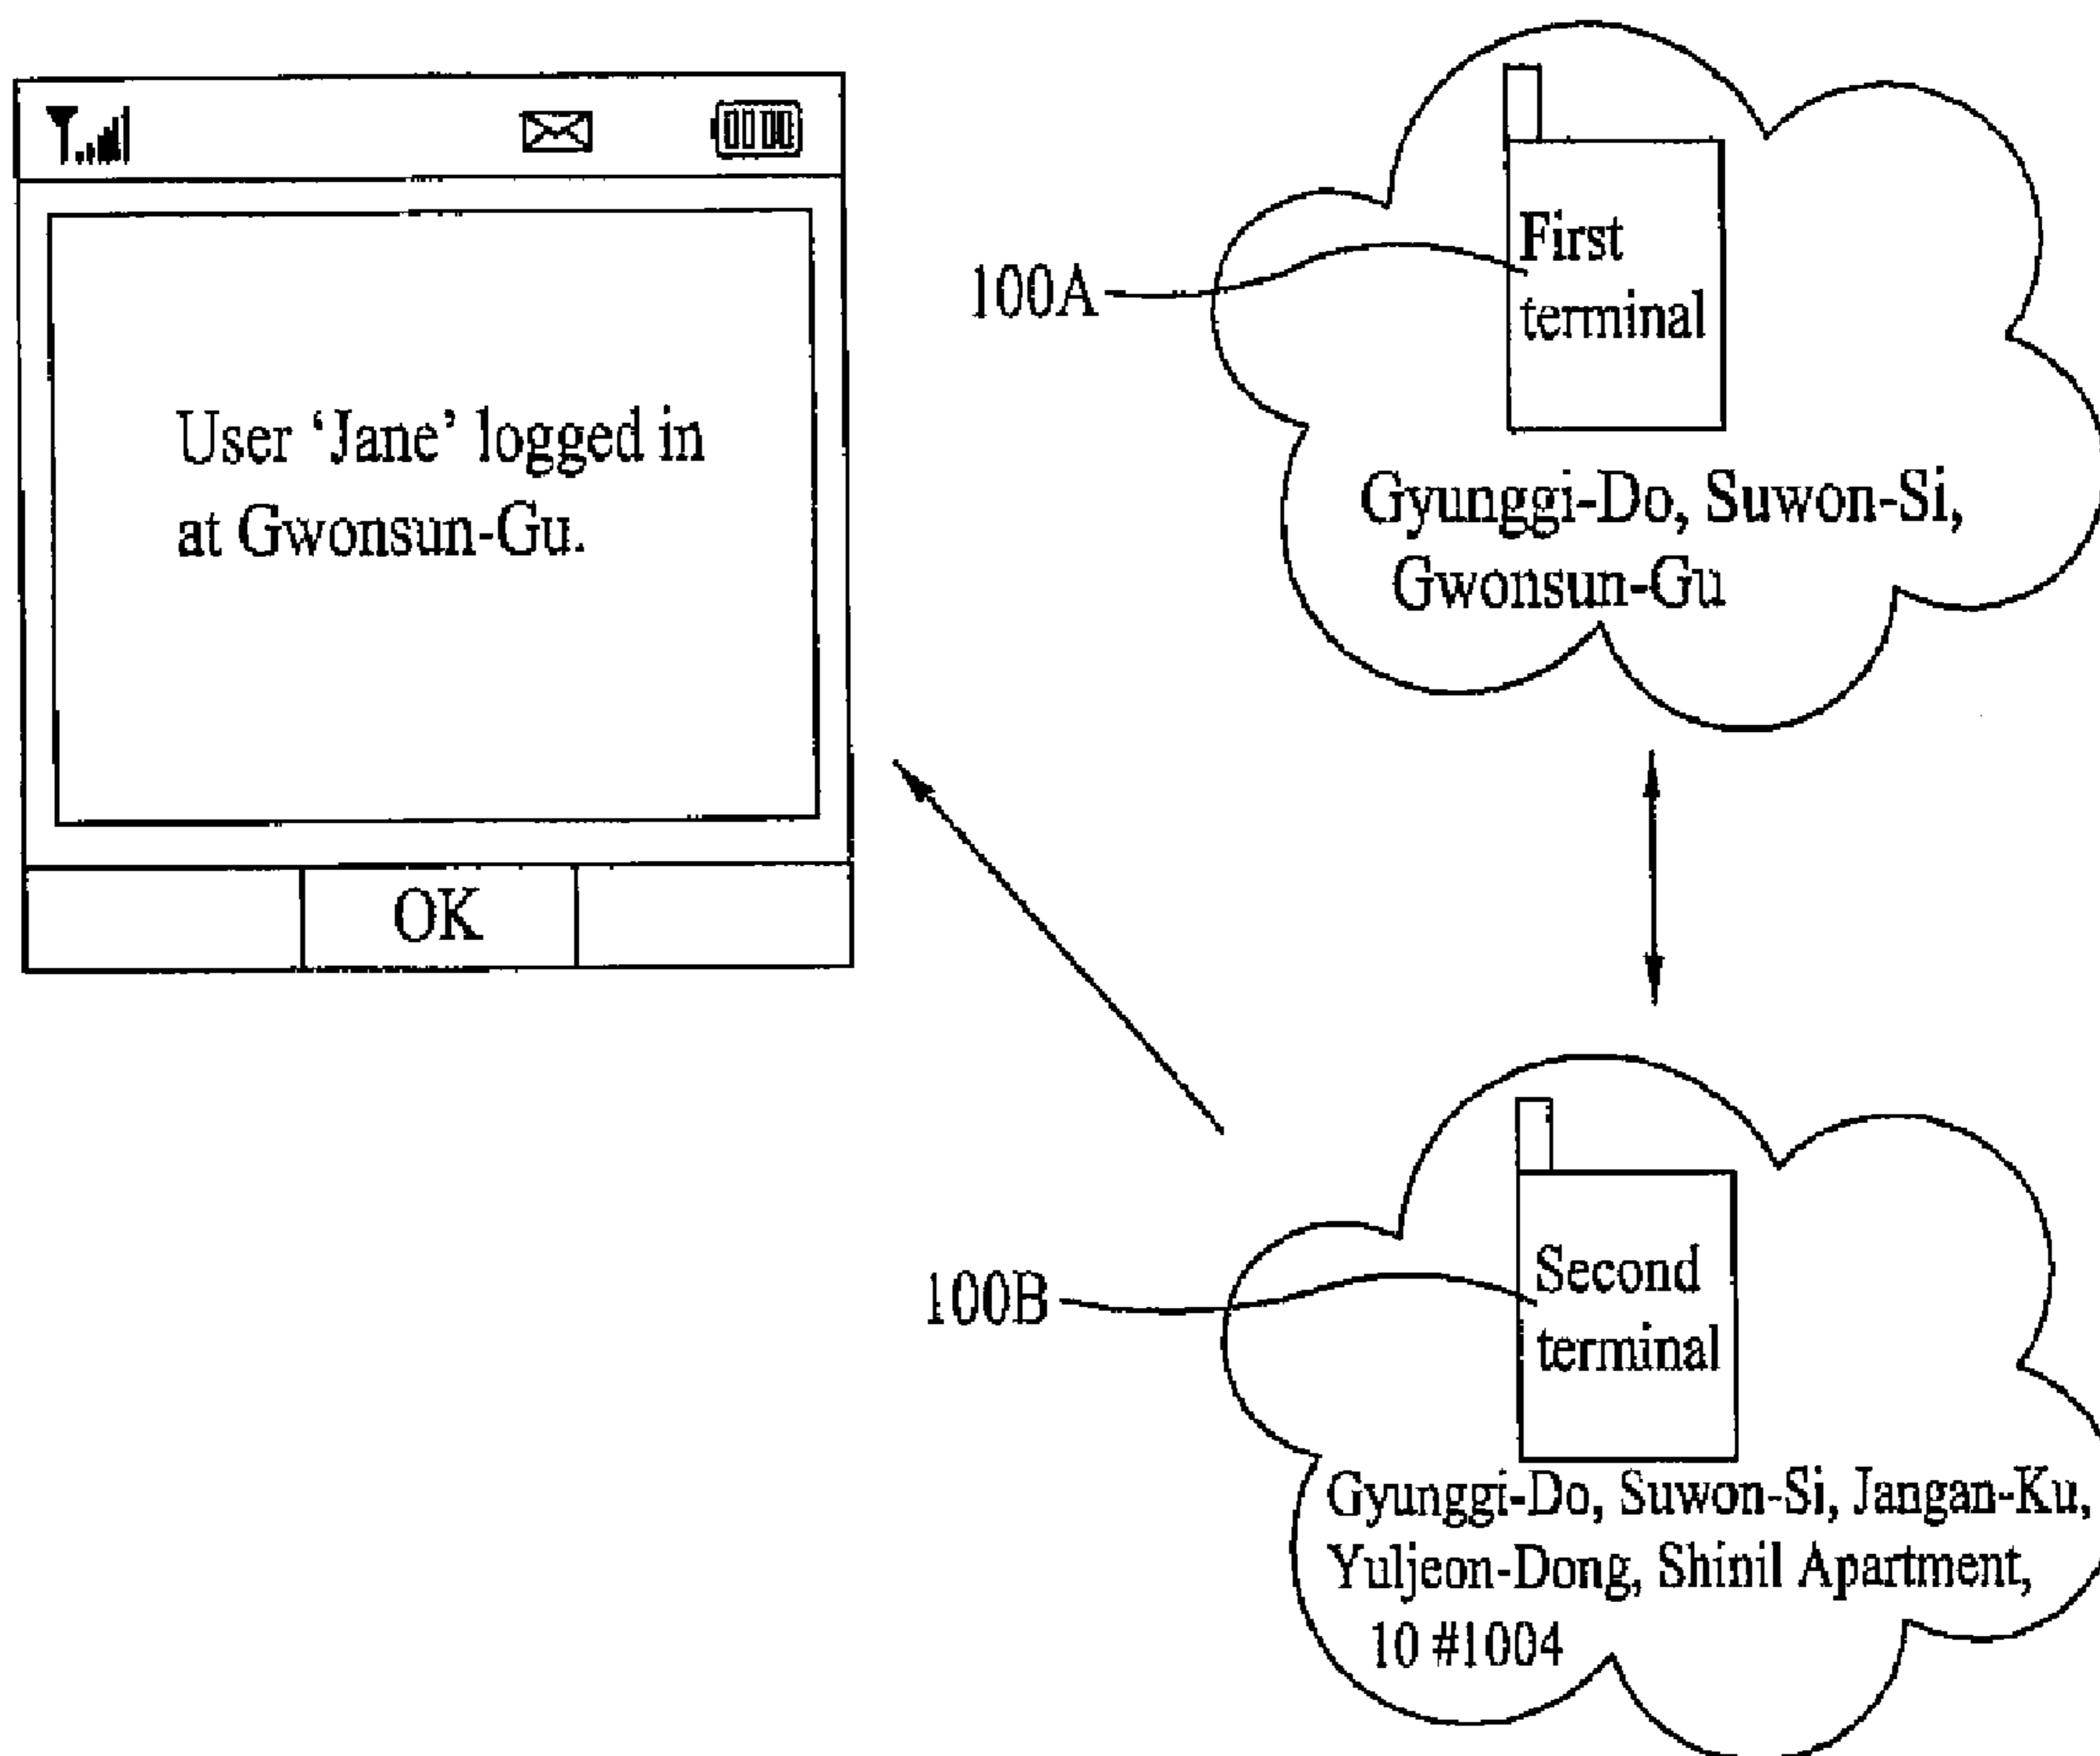 User ‘Jane’ logged in
at Gwonsun-Gu.
OK
100A
First
terminal
Gyunggi-Do, Suwon-Si,
Gwonsun-Gu
100B
Second
terminal
Gyunggi-Do, Suwon-Si, Jangan-Ku,
Yuljeon-Dong, Shinil Apartment,
10 #1004